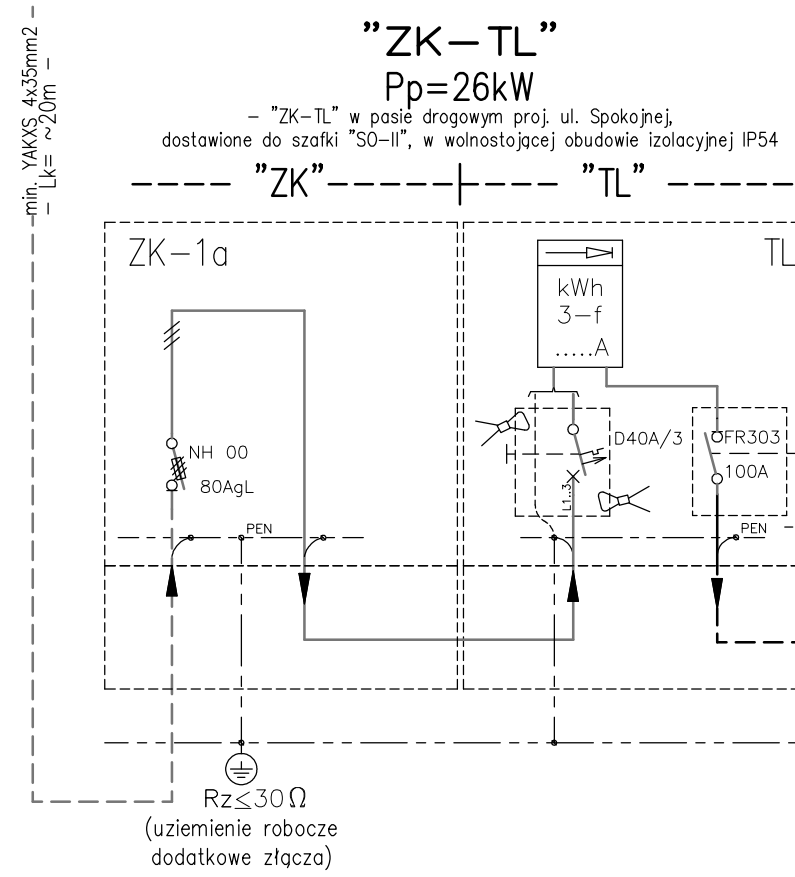 "ZK-TL"
Pp=26kW
- "ZK-TL" w pasie drogowym proj. ul. Spokojnej,
dostawione do szafki "SO-II", w wolnostojącej obudowie izolacyjnej IP54
min. YAKXS 4x35mm2 -
- Lk= ~20m -
"ZK"
"TL"
ZK-1a
TL
kWh
3-f
.....A
NH 00
80AgL
D40A/3
L1..3
FR303
100A
PEN
PEN
Rz≤30Ω
(uziemienie robocze
dodatkowe złącza)